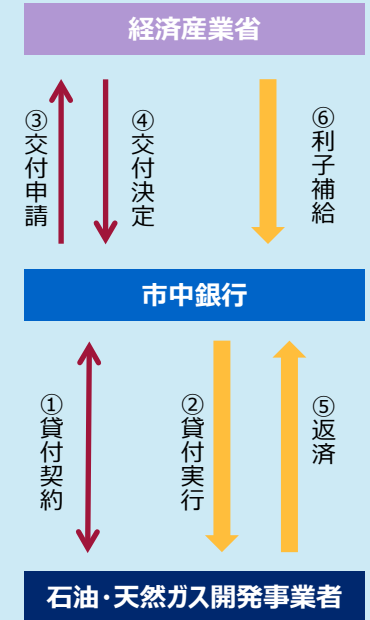 経済産業省
③交付申請
④交付決定
⑥利子補給
市中銀行
①貸付契約
②貸付実行
⑤返済
石油・天然ガス開発事業者